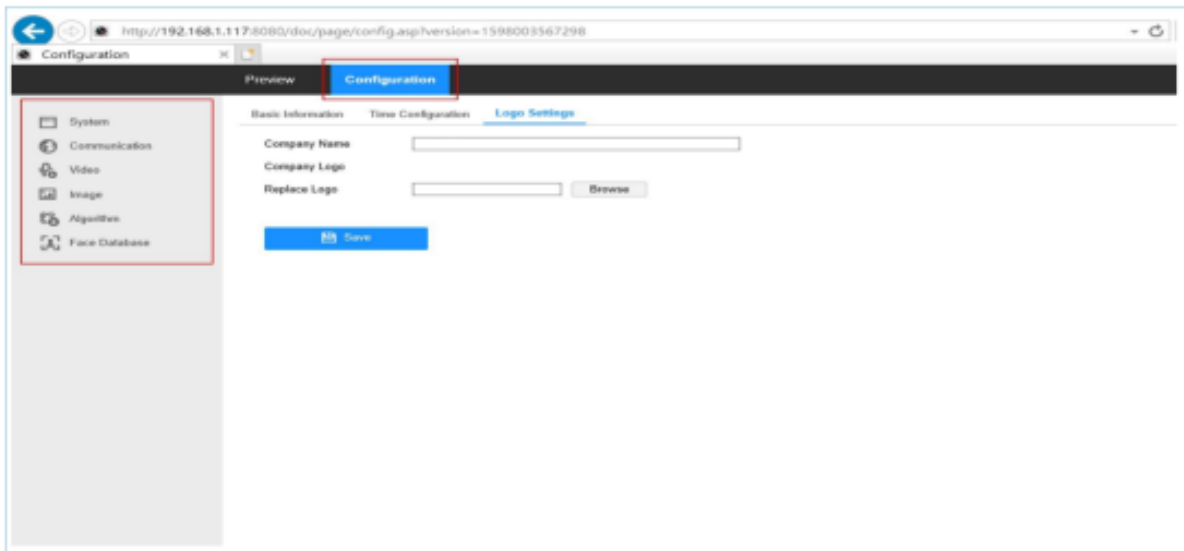 http://192.168.1.117:8080/doc/page/config.asp?version=1598003567298
Configuration
Preview Configuration
System
Communication
Video
Image
Algorithm
Face Database
Basic Information Time Configuration Logo Settings
Company Name
Company Logo
Replace Logo Browse
Save